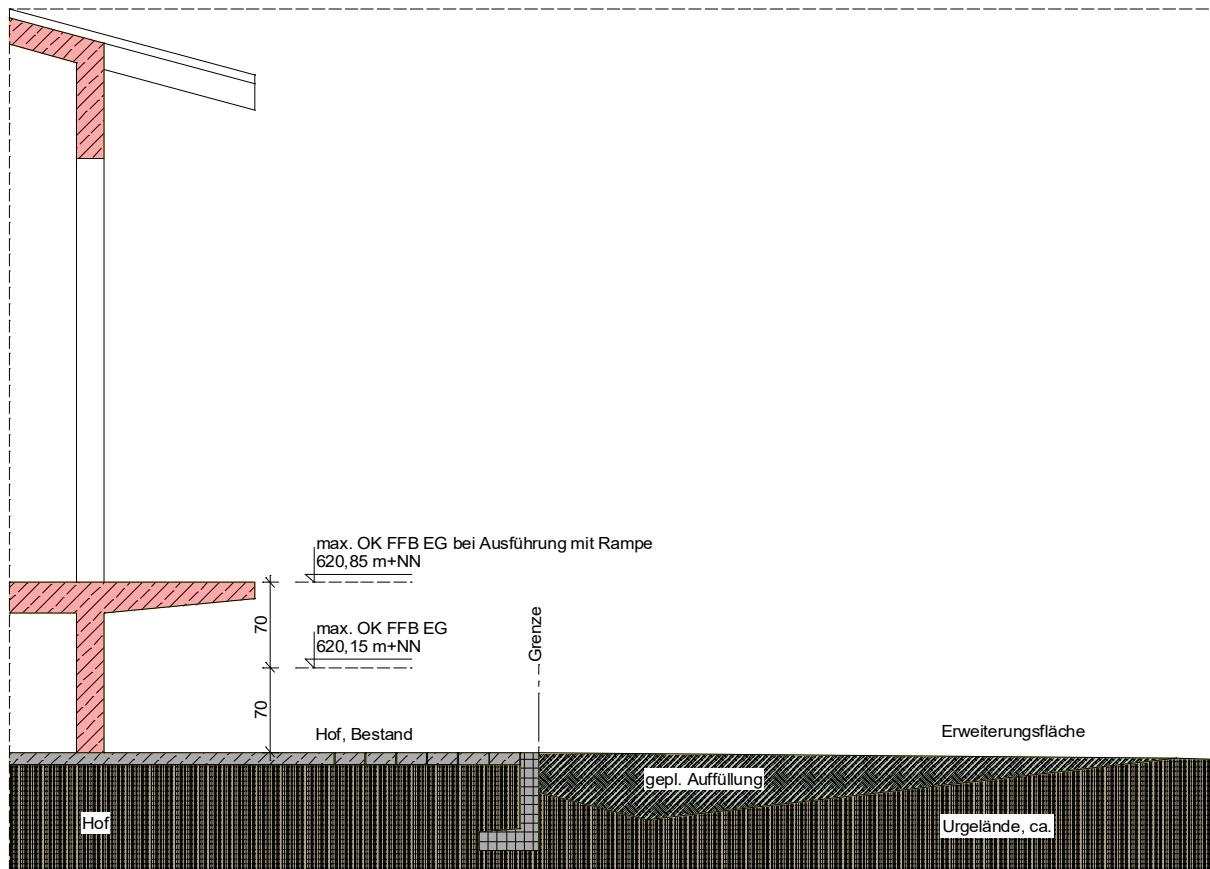 max. OK FFB EG bei Ausführung mit Rampe
620,85 m+NN
70
max. OK FFB EG
620,15 m+NN
Grenze
70
Hof, Bestand
Erweiterungsfläche
gepl. Auffüllung
Hof
Urgelände, ca.